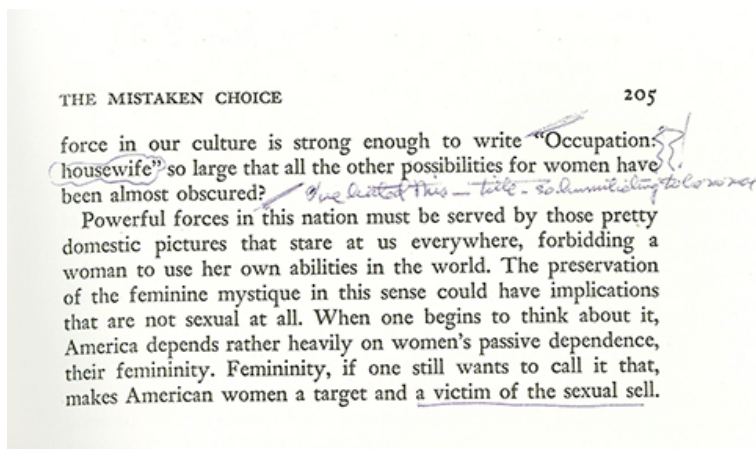 THE MISTAKEN CHOICE 205
force in our culture is strong enough to write "Occupation:
housewife" so large that all the other possibilities for women have
been almost obscured? I've hated this – title – so humiliating to women
Powerful forces in this nation must be served by those pretty
domestic pictures that stare at us everywhere, forbidding a
woman to use her own abilities in the world. The preservation
of the feminine mystique in this sense could have implications
that are not sexual at all. When one begins to think about it,
America depends rather heavily on women's passive dependence,
their femininity. Femininity, if one still wants to call it that,
makes American women a target and a victim of the sexual sell.